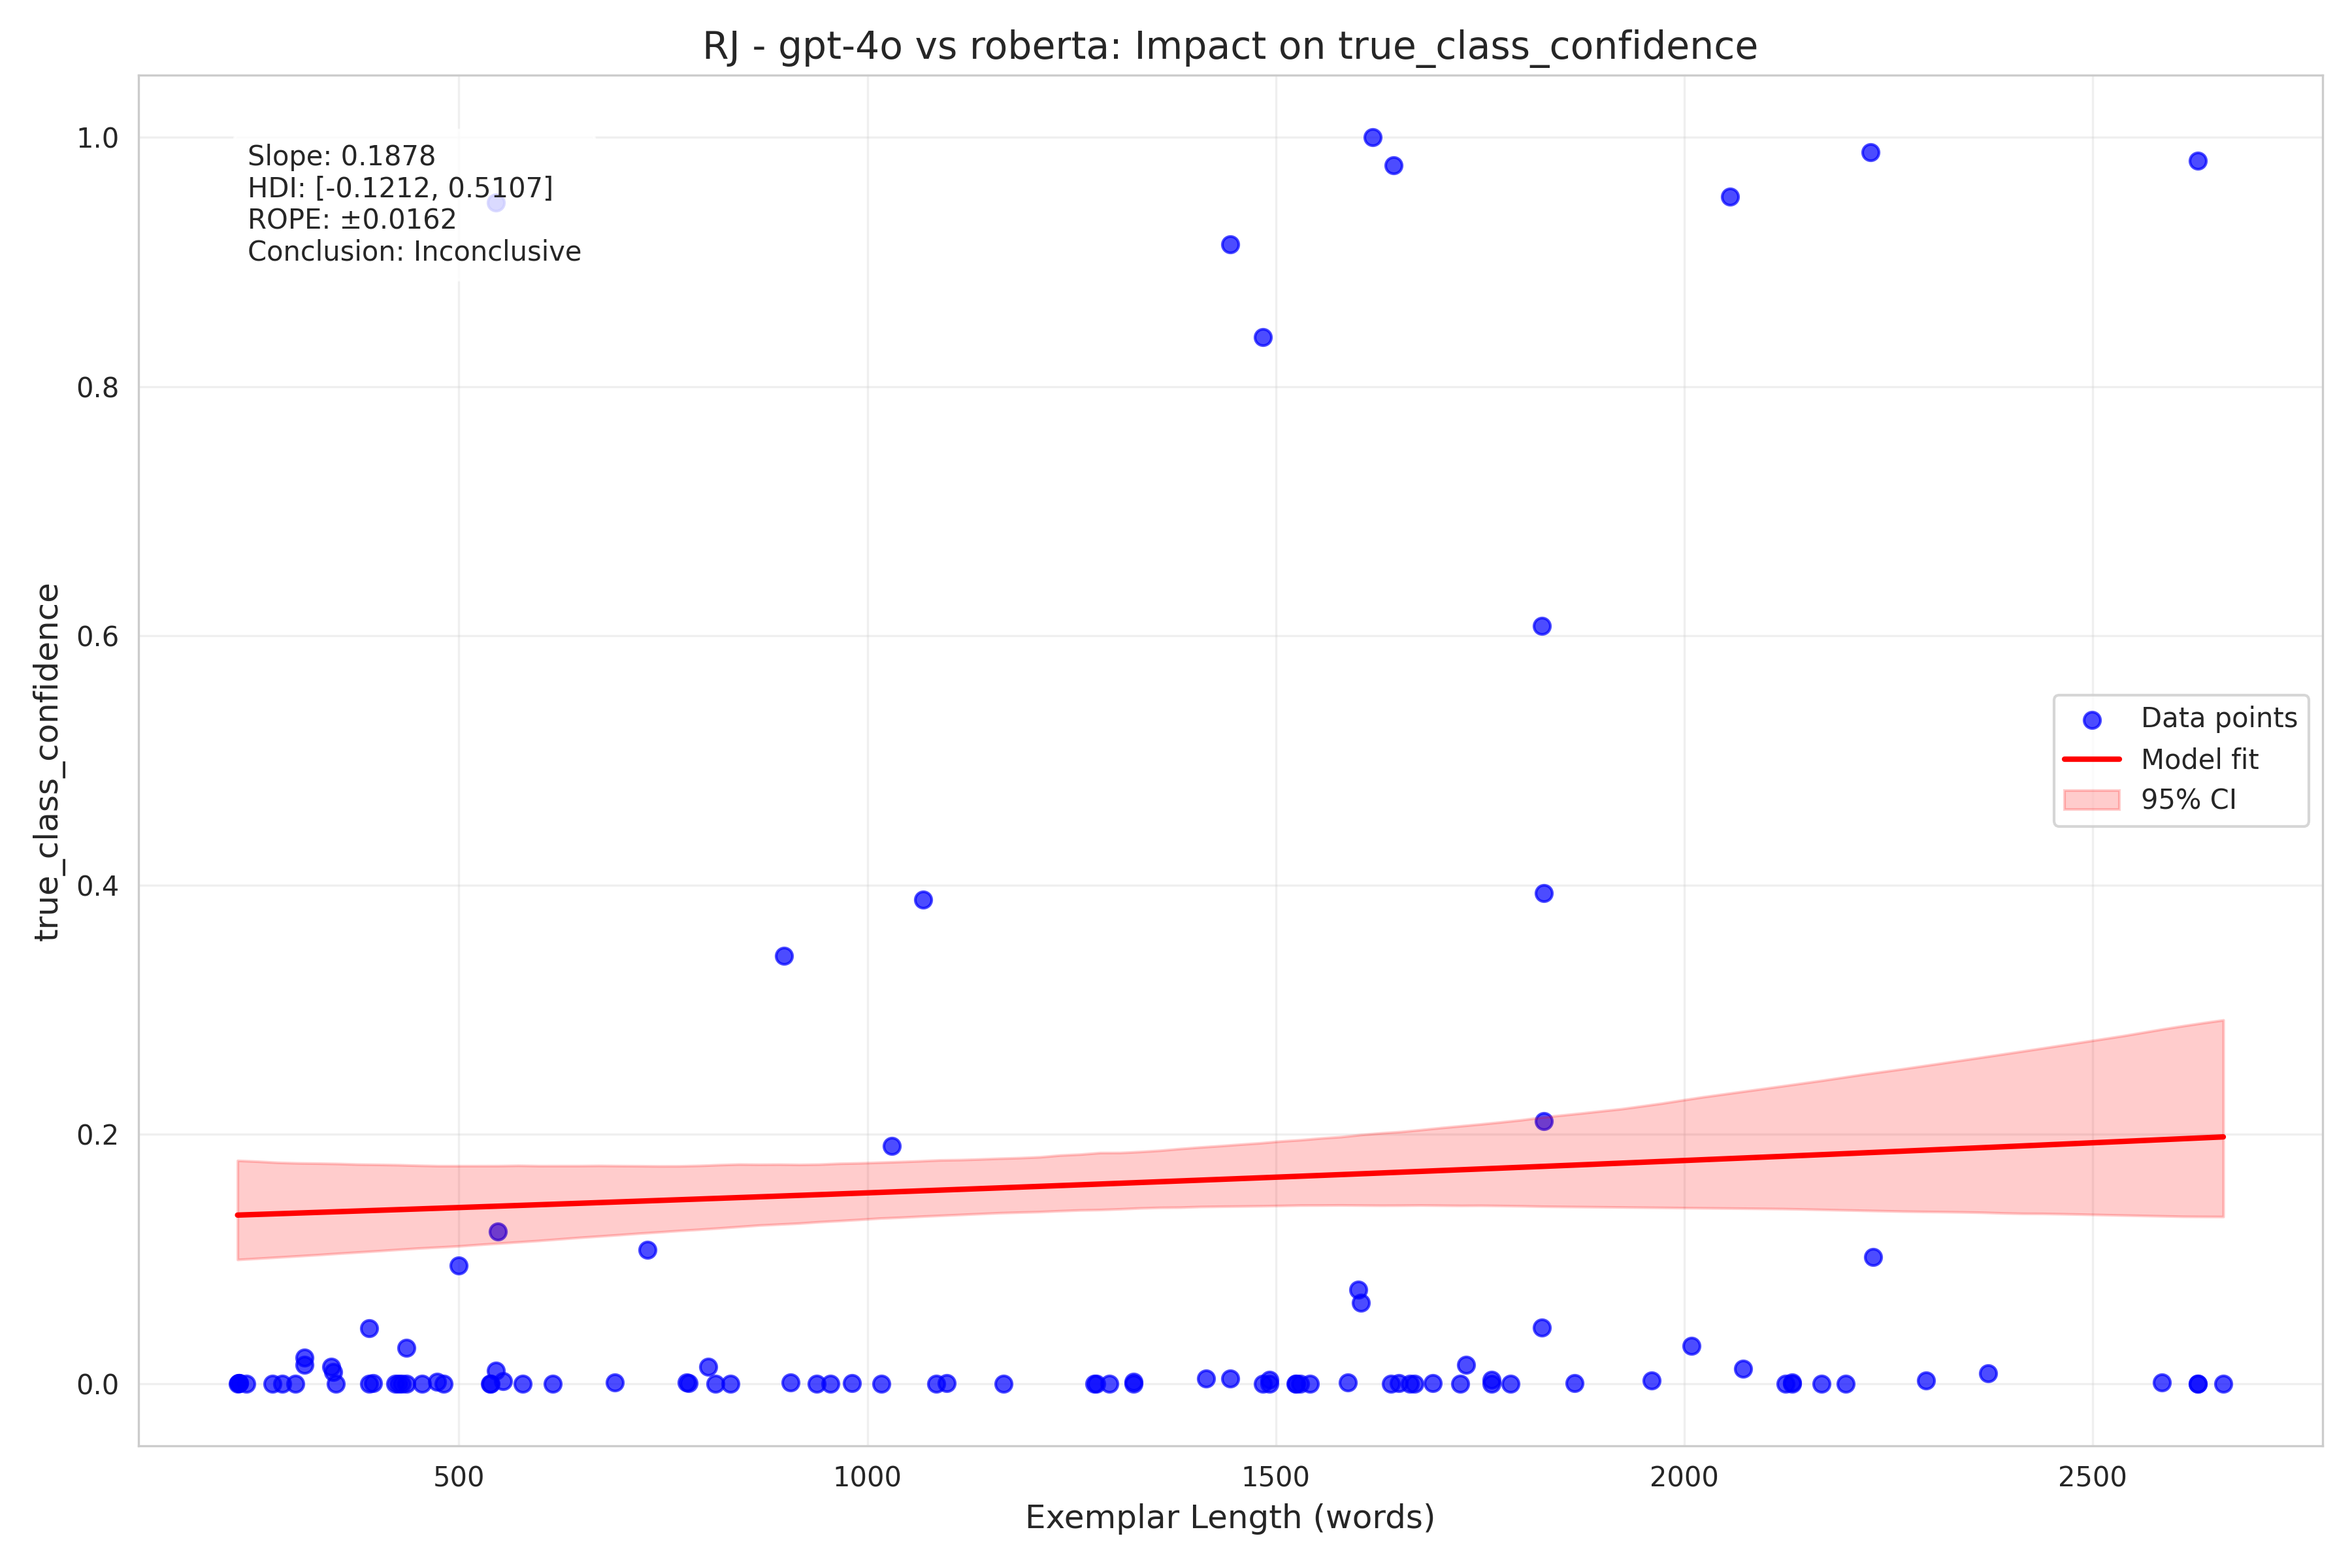 RJ - gpt-4o vs roberta: Impact on true_class_confidence
1.0
0.8
0.6
0.4
0.2
0.0
true_class_confidence
Slope: 0.1878
HDI: [-0.1212, 0.5107]
ROPE: ±0.0162
Conclusion: Inconclusive
Data points
Model fit
95% CI
500
1000
1500
2000
2500
Exemplar Length (words)